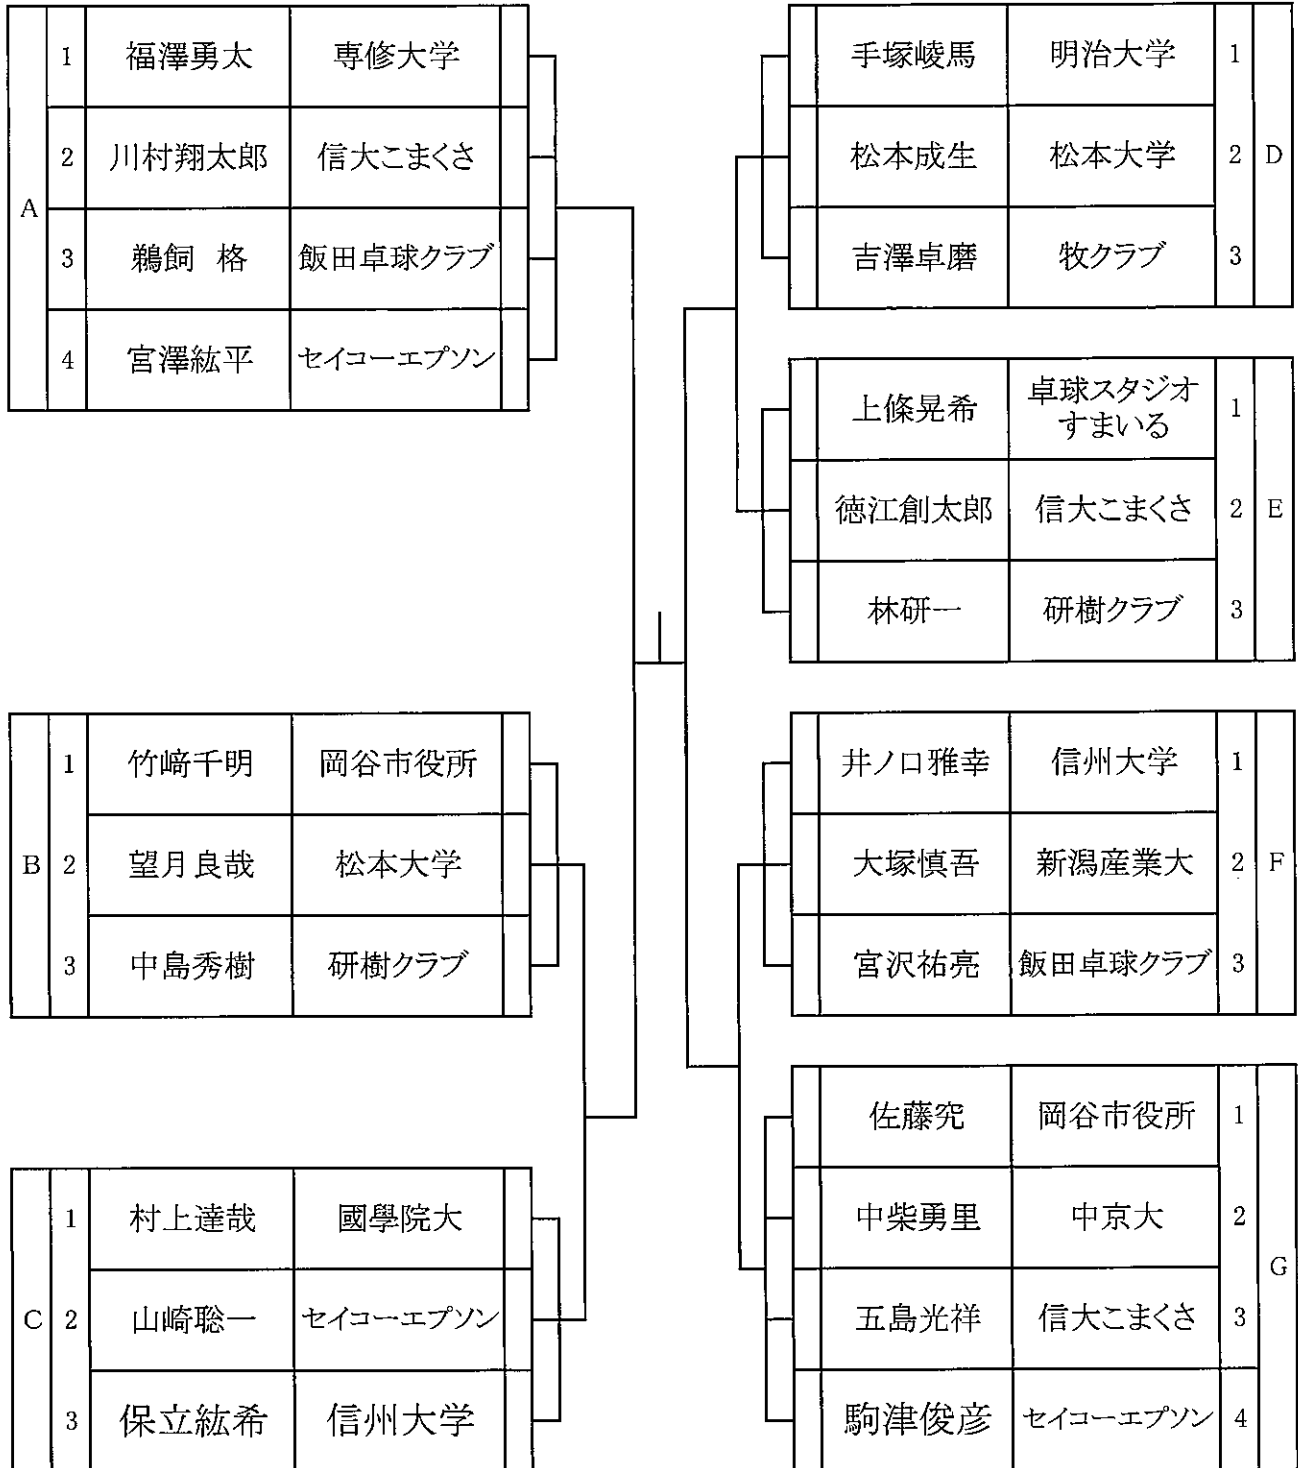 A
1 福澤勇太 専修大学
2 川村翔太郎 信大こまくさ
3 鵜飼 格 飯田卓球クラブ
4 宮澤紘平 セイコーエプソン
B
1 竹﨑千明 岡谷市役所
2 望月良哉 松本大学
3 中島秀樹 研樹クラブ
C
1 村上達哉 國學院大
2 山崎聡一 セイコーエプソン
3 保立紘希 信州大学
手塚崚馬 明治大学 1
松本成生 松本大学 2
吉澤卓磨 牧クラブ 3
D
上條晃希 卓球スタジオ
すまいる 1
徳江創太郎 信大こまくさ 2
林研一 研樹クラブ 3
E
井ノ口雅幸 信州大学 1
大塚慎吾 新潟産業大 2
宮沢祐亮 飯田卓球クラブ 3
F
佐藤究 岡谷市役所 1
中柴勇里 中京大 2
五島光祥 信大こまくさ 3
駒津俊彦 セイコーエプソン 4
G